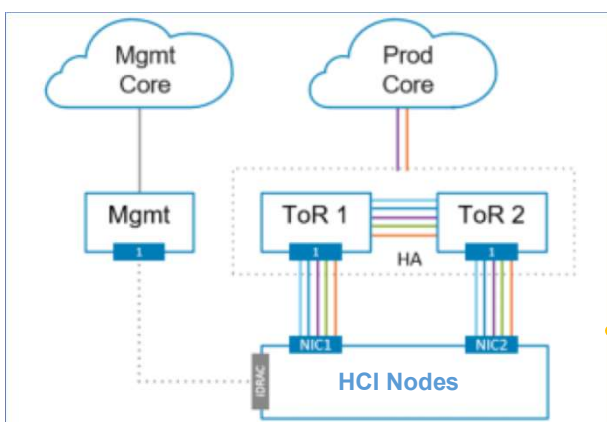 Mgmt
Core
Prod
Core
Mgmt
1
ToR 1
1
ToR 2
1
HA
NIC1
NIC2
iDRAC
HCI Nodes